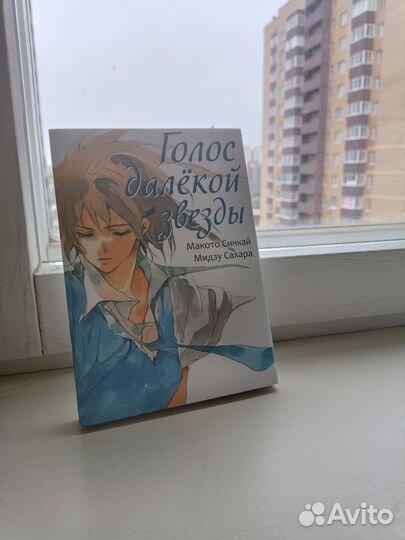 Голос
далёкой
звезды
Макото Синкай
Мидзу Сахара
Avito